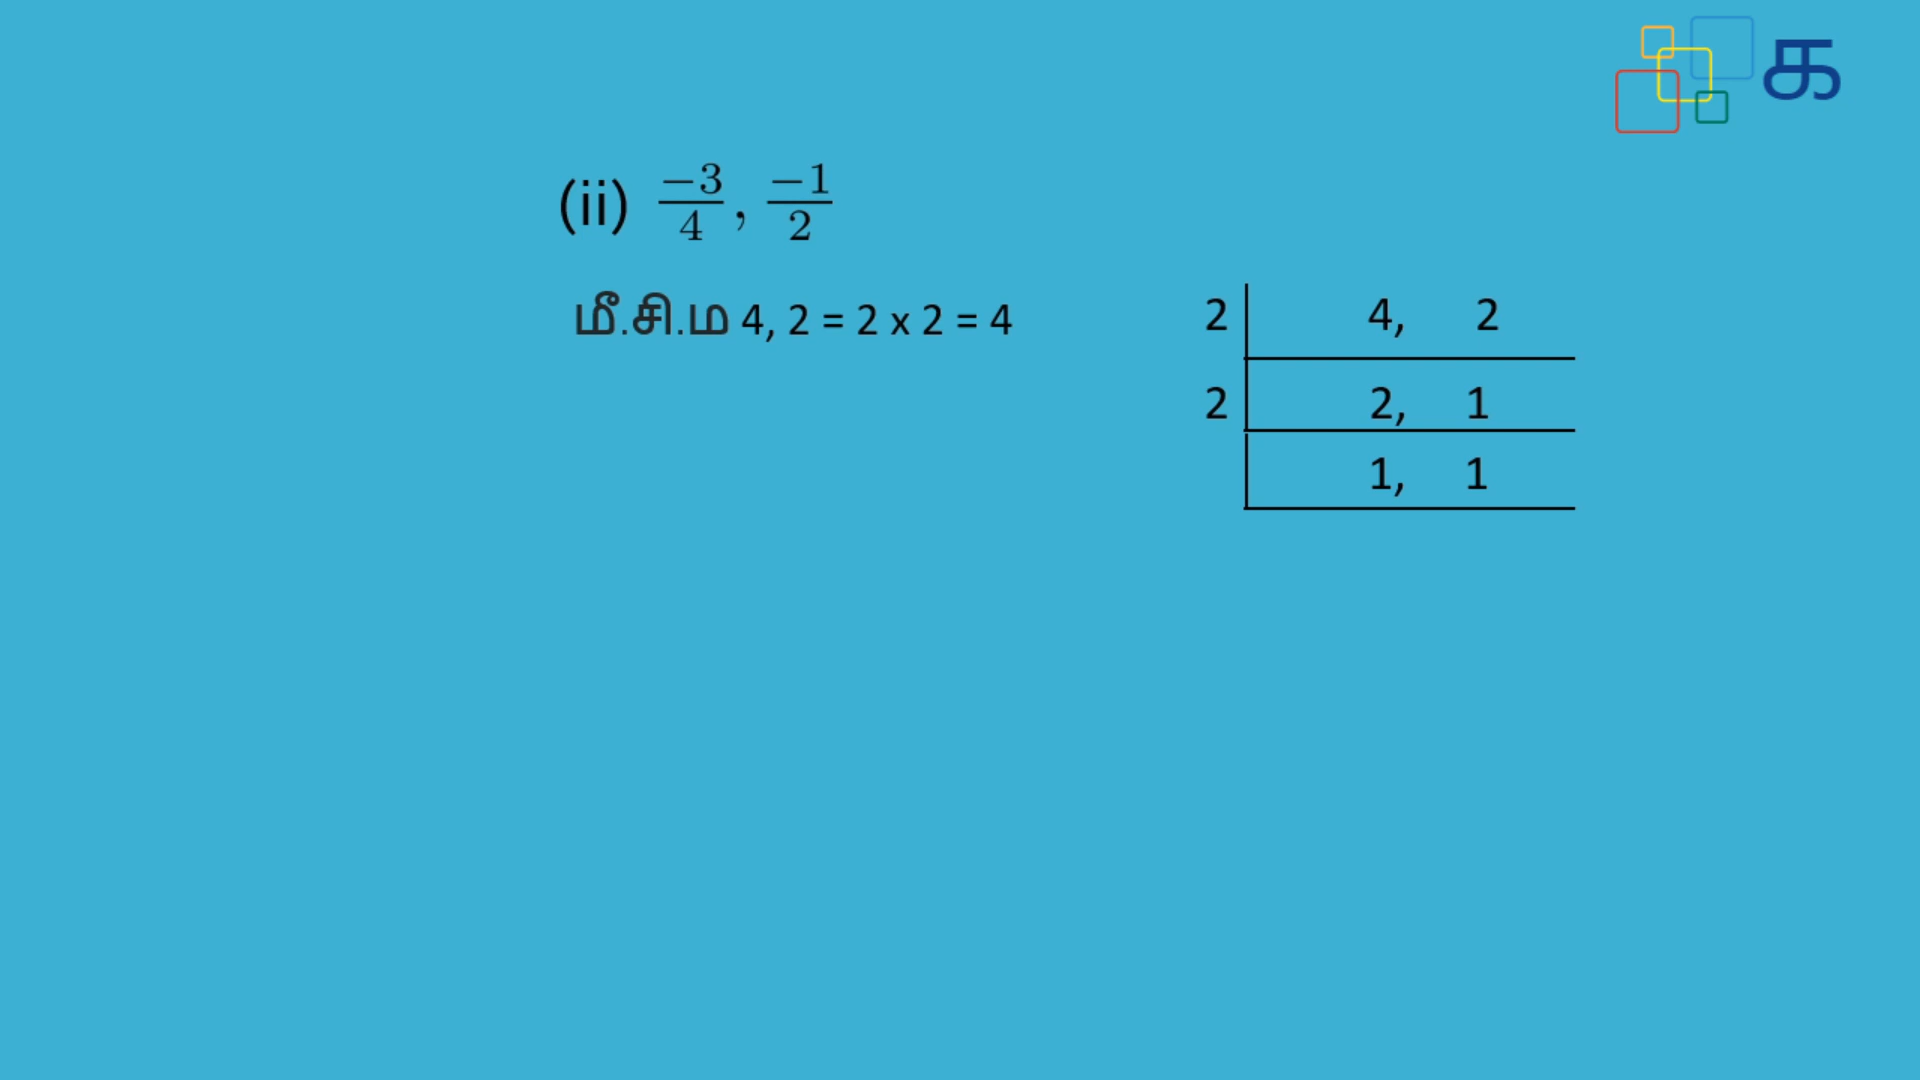 க
(ii) −3/4 , −1/2
மீ.சி.ம 4, 2 = 2 x 2 = 4
2 4, 2
2 2, 1
1, 1